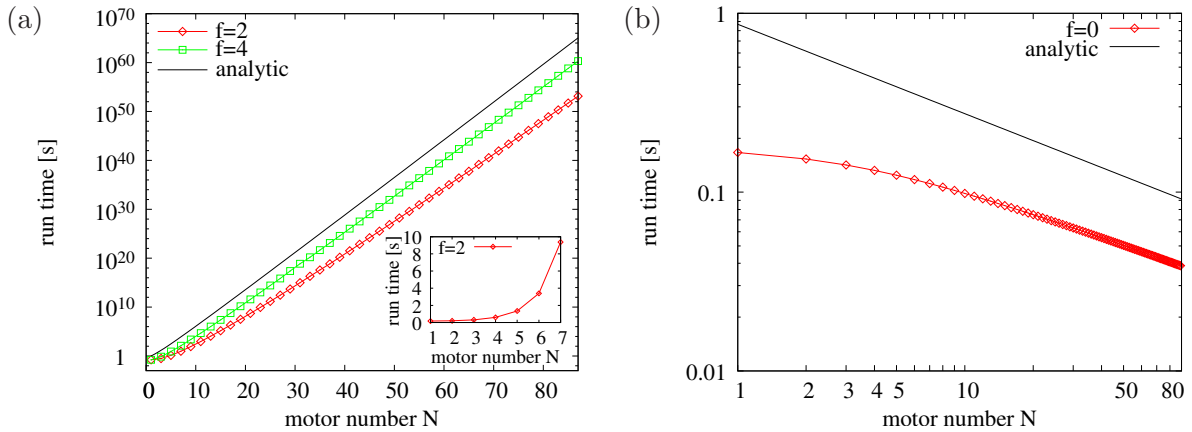 (a)
run time [s]
10^70
10^60
10^50
10^40
10^30
10^20
10^10
1
f=2
f=4
analytic
0 10 20 30 40 50 60 70 80
motor number N
run time [s]
10
8
6
4
2
0
f=2
1 2 3 4 5 6 7
motor number N
(b)
run time [s]
1
0.1
0.01
f=0
analytic
1 2 3 4 5 10 50 80
motor number N